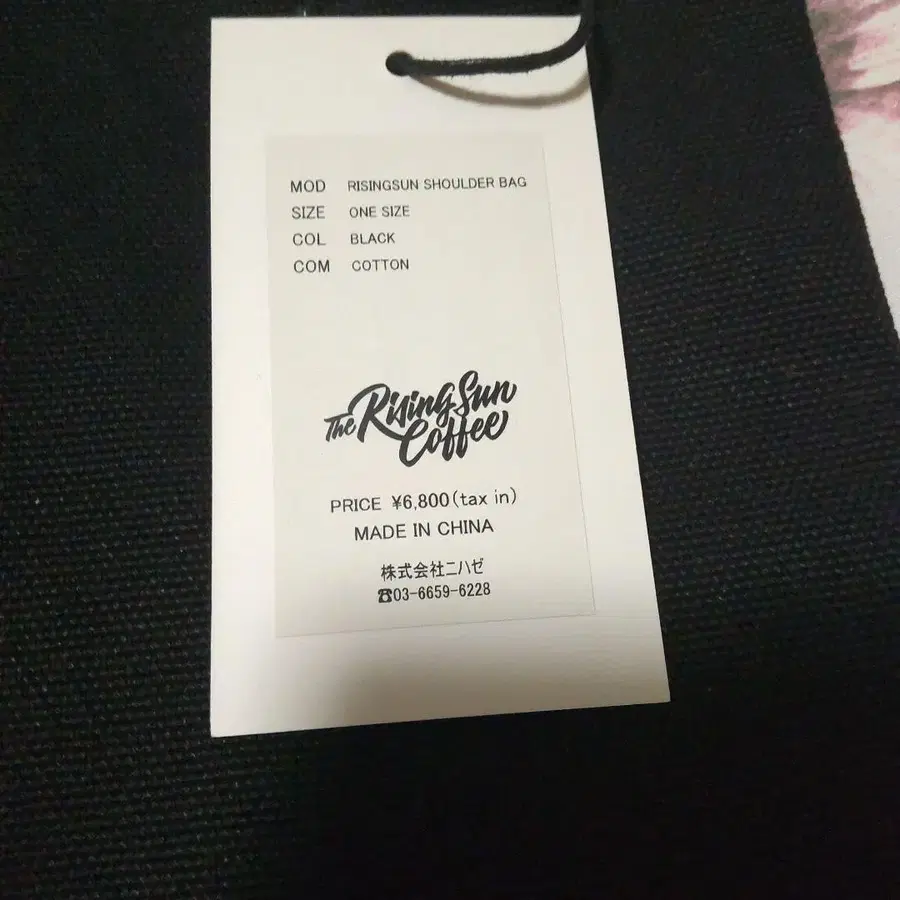 MOD RISINGSUN SHOULDER BAG
SIZE ONE SIZE
COL BLACK
COM COTTON
The Rising Sun
Coffee
PRICE ¥6,800(tax in)
MADE IN CHINA
株式会社ニハゼ
☎03-6659-6228